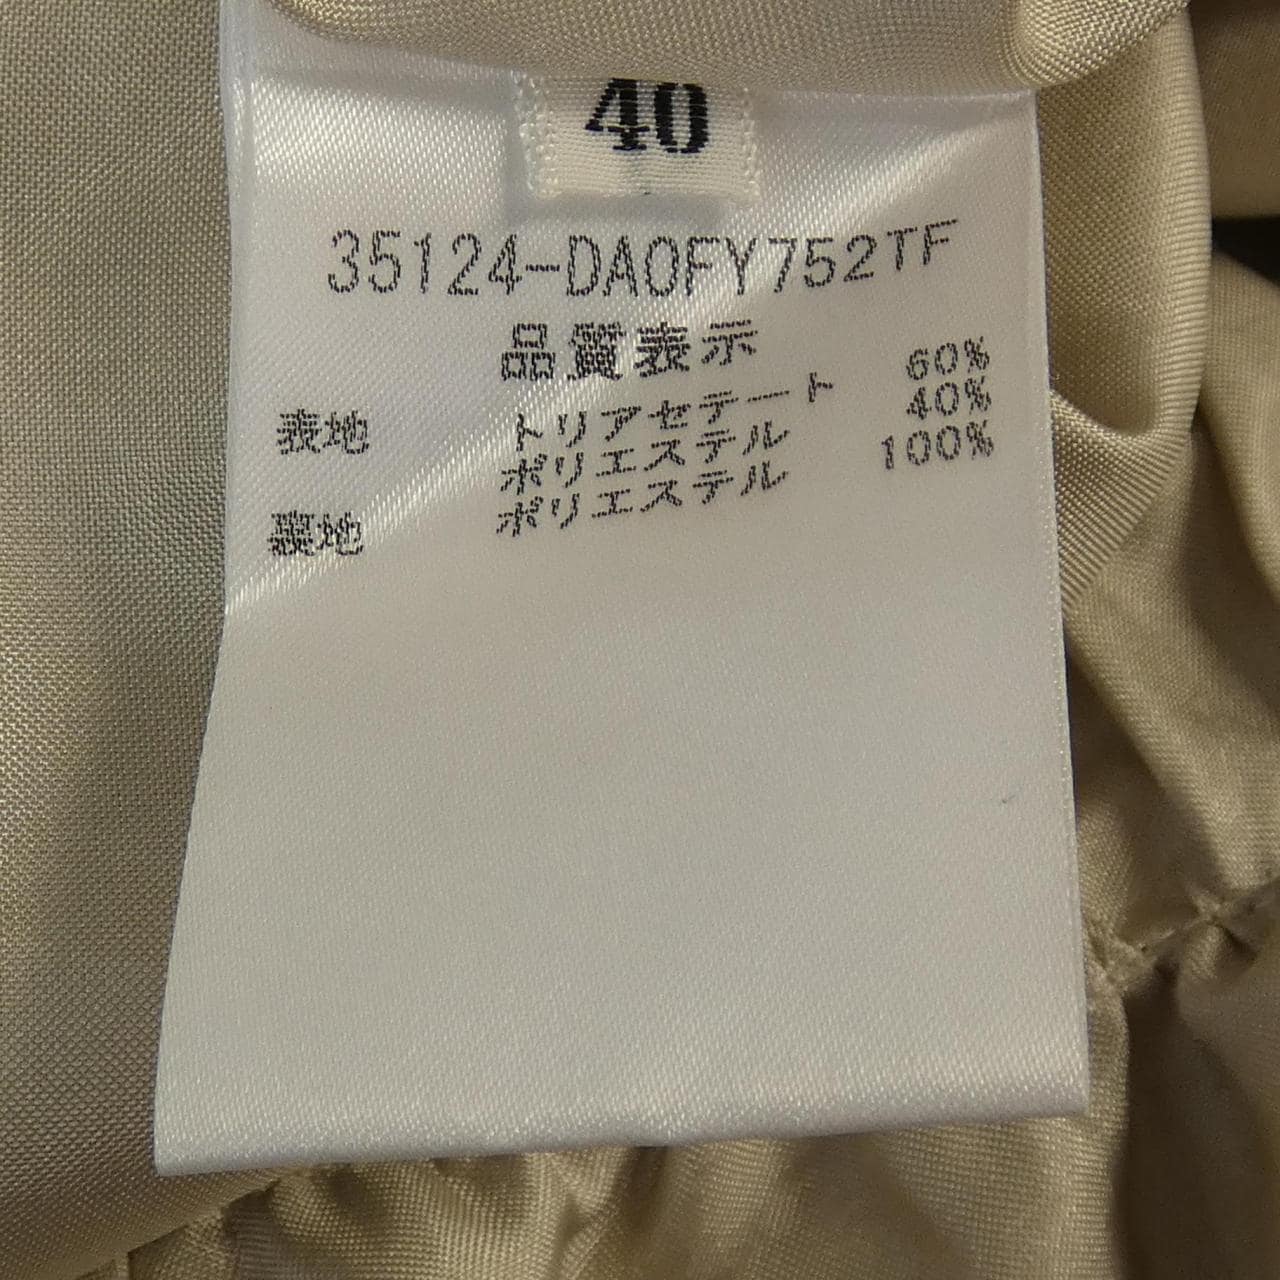 40
35124-DA0FY752TF
品質表示
表地 トリアセテート 60%
ポリエステル 40%
裏地 ポリエステル 100%